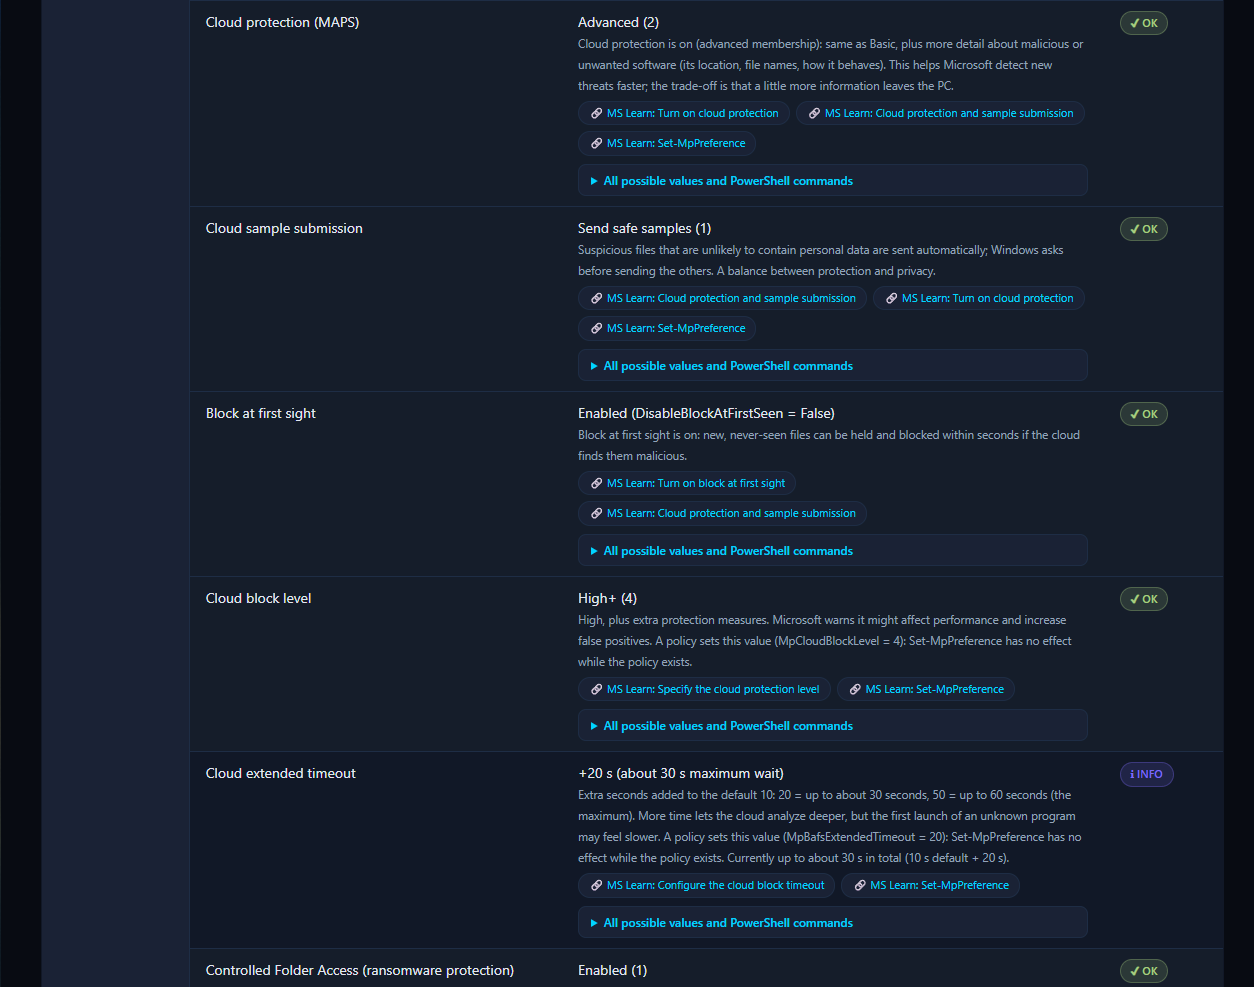 Cloud protection (MAPS)
Advanced (2)
✔ OK
Cloud protection is on (advanced membership): same as Basic, plus more detail about malicious or
unwanted software (its location, file names, how it behaves). This helps Microsoft detect new
threats faster; the trade-off is that a little more information leaves the PC.
MS Learn: Turn on cloud protection
MS Learn: Cloud protection and sample submission
MS Learn: Set-MpPreference
All possible values and PowerShell commands
Cloud sample submission
Send safe samples (1)
✔ OK
Suspicious files that are unlikely to contain personal data are sent automatically; Windows asks
before sending the others. A balance between protection and privacy.
MS Learn: Cloud protection and sample submission
MS Learn: Turn on cloud protection
MS Learn: Set-MpPreference
All possible values and PowerShell commands
Block at first sight
Enabled (DisableBlockAtFirstSeen = False)
✔ OK
Block at first sight is on: new, never-seen files can be held and blocked within seconds if the cloud
finds them malicious.
MS Learn: Turn on block at first sight
MS Learn: Cloud protection and sample submission
All possible values and PowerShell commands
Cloud block level
High+ (4)
✔ OK
High, plus extra protection measures. Microsoft warns it might affect performance and increase
false positives. A policy sets this value (MpCloudBlockLevel = 4): Set-MpPreference has no effect
while the policy exists.
MS Learn: Specify the cloud protection level
MS Learn: Set-MpPreference
All possible values and PowerShell commands
Cloud extended timeout
+20 s (about 30 s maximum wait)
ℹ INFO
Extra seconds added to the default 10: 20 = up to about 30 seconds, 50 = up to 60 seconds (the
maximum). More time lets the cloud analyze deeper, but the first launch of an unknown program
may feel slower. A policy sets this value (MpBafsExtendedTimeout = 20): Set-MpPreference has no
effect while the policy exists. Currently up to about 30 s in total (10 s default + 20 s).
MS Learn: Configure the cloud block timeout
MS Learn: Set-MpPreference
All possible values and PowerShell commands
Controlled Folder Access (ransomware protection)
Enabled (1)
✔ OK